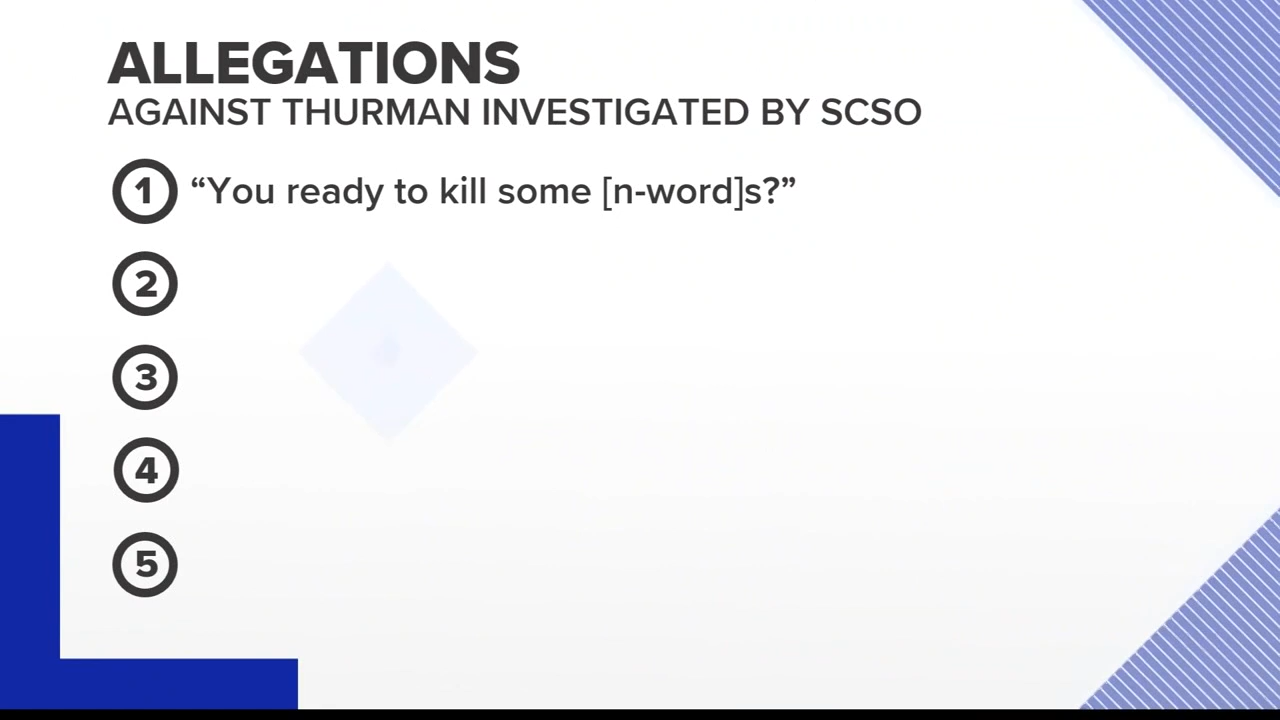 ALLEGATIONS
AGAINST THURMAN INVESTIGATED BY SCSO
1 “You ready to kill some [n-word]s?”
2
3
4
5